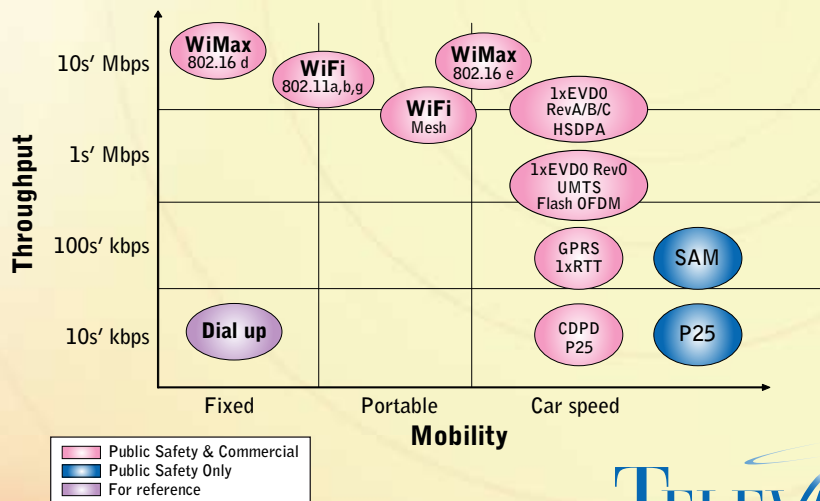 Throughput
10s' Mbps
1s' Mbps
100s' kbps
10s' kbps
WiMax
802.16 d
WiFi
802.11a,b,g
WiFi
Mesh
WiMax
802.16 e
1xEVDO
RevA/B/C
HSDPA
1xEVDO Rev0
UMTS
Flash OFDM
GPRS
1xRTT
SAM
Dial up
CDPD
P25
P25
Fixed
Portable
Car speed
Mobility
Public Safety & Commercial
Public Safety Only
For reference